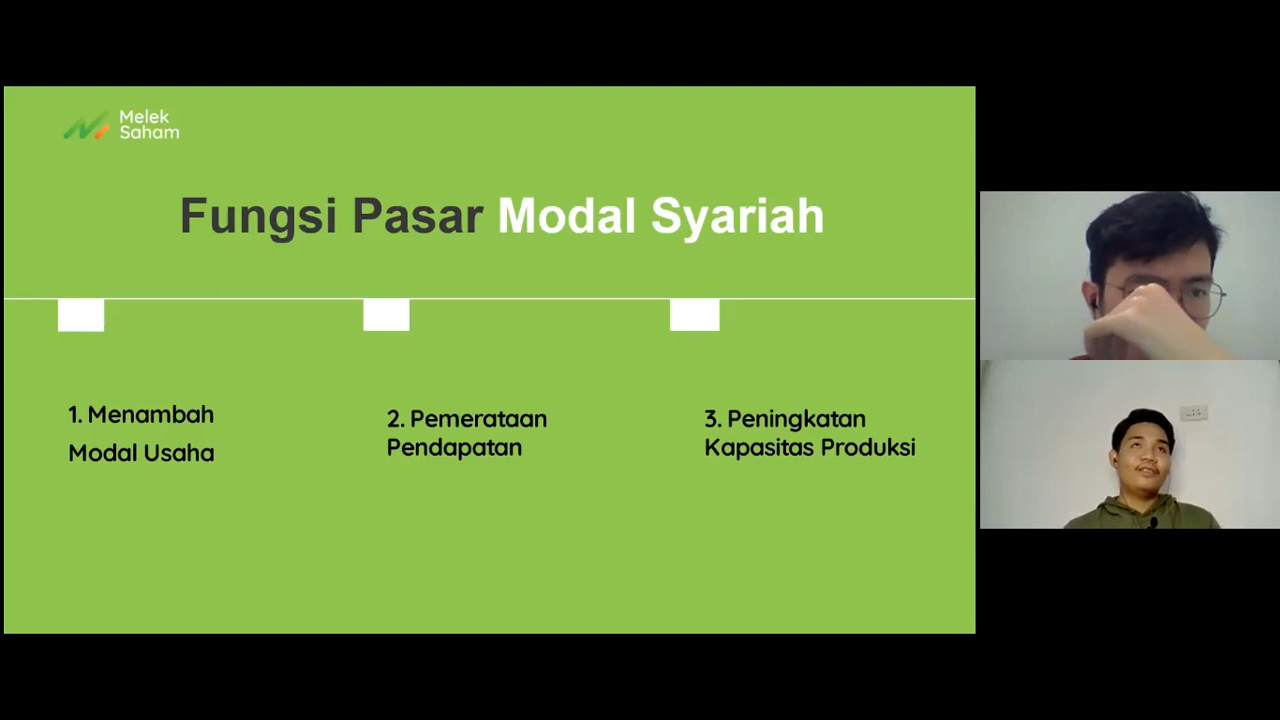 Melek
Saham
Fungsi Pasar Modal Syariah
1. Menambah
Modal Usaha
2. Pemerataan
Pendapatan
3. Peningkatan
Kapasitas Produksi